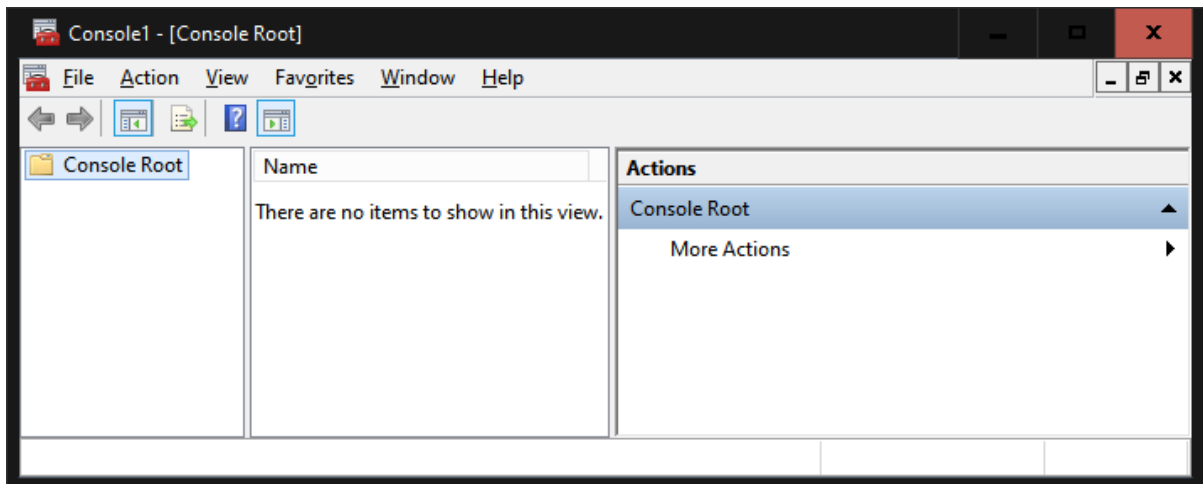 Console1 - [Console Root]
File Action View Favorites Window Help
Console Root
Name
There are no items to show in this view.
Actions
Console Root
More Actions